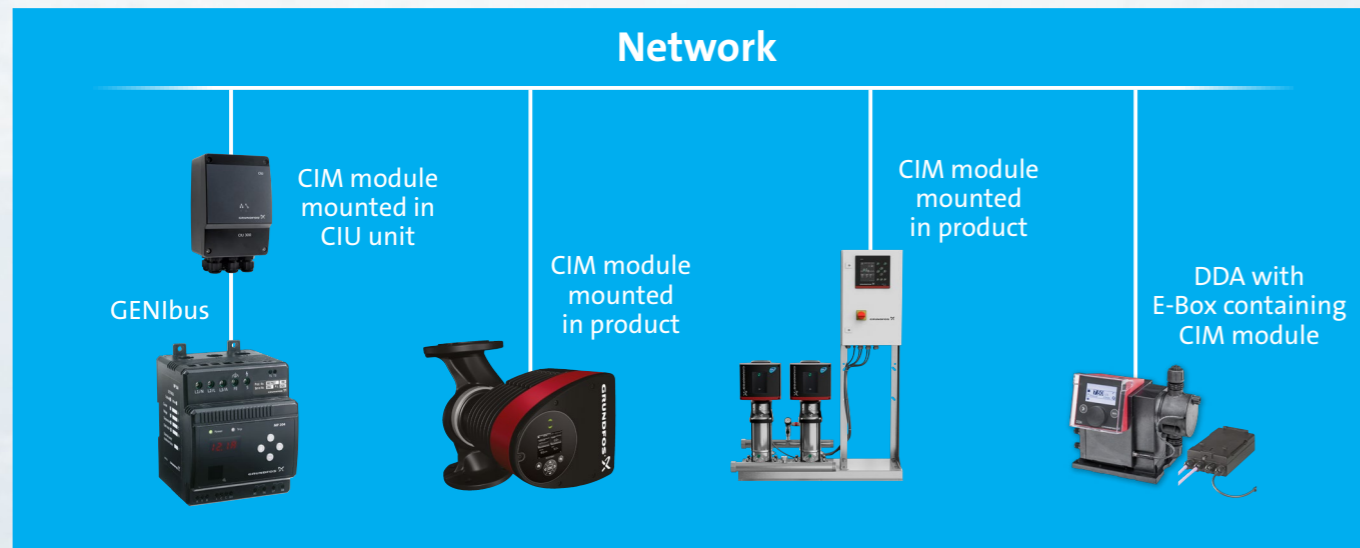 Network
CIM module
mounted in
CIU unit
GENIbus
CIM module
mounted
in product
GRUNDFOS
CIM module
mounted
in product
DDA with
E-Box containing
CIM module